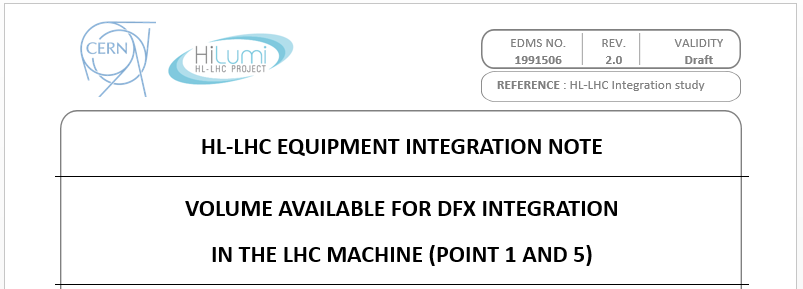 CERN
HiLumi
HL-LHC PROJECT
EDMS NO. REV. VALIDITY
1991506 2.0 Draft
REFERENCE : HL-LHC Integration study
HL-LHC EQUIPMENT INTEGRATION NOTE
VOLUME AVAILABLE FOR DFX INTEGRATION
IN THE LHC MACHINE (POINT 1 AND 5)